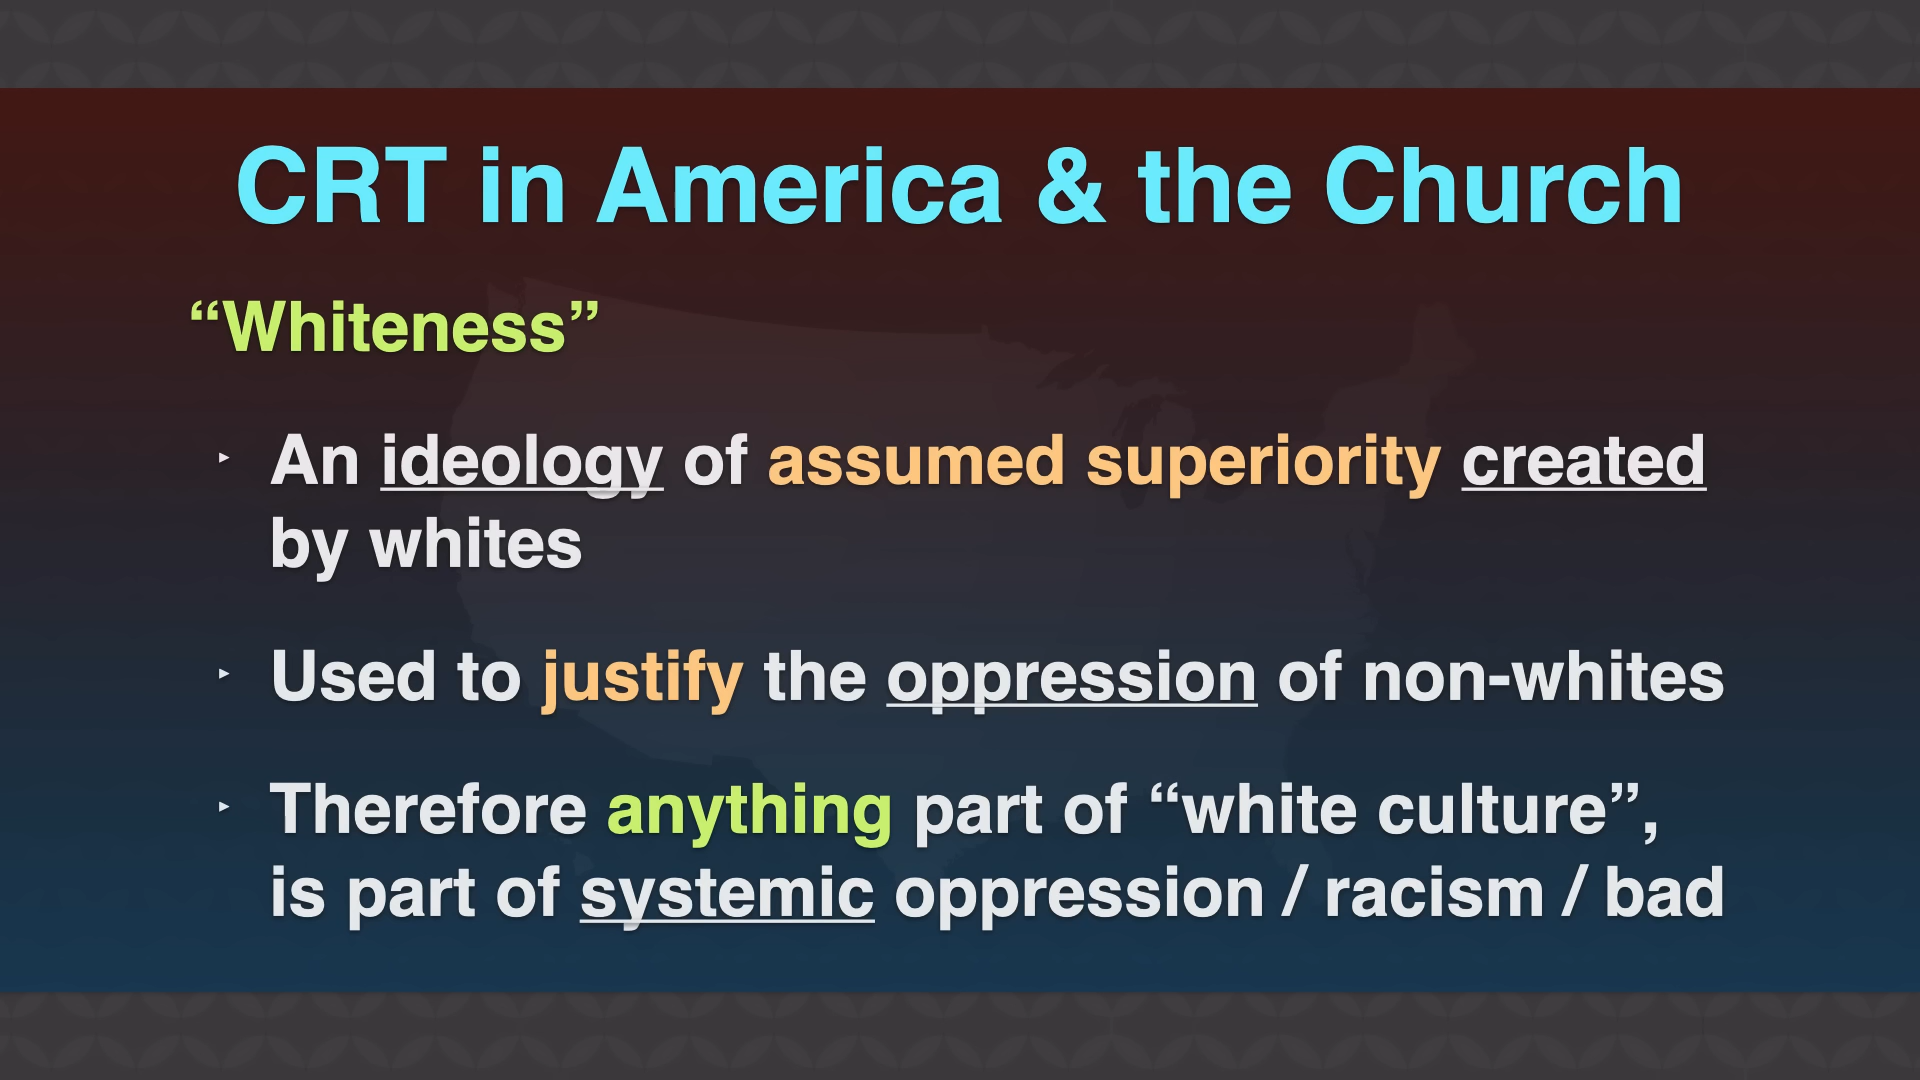 CRT in America & the Church
“Whiteness”
‣ An ideology of assumed superiority created
by whites
‣ Used to justify the oppression of non-whites
‣ Therefore anything part of “white culture”,
is part of systemic oppression / racism / bad